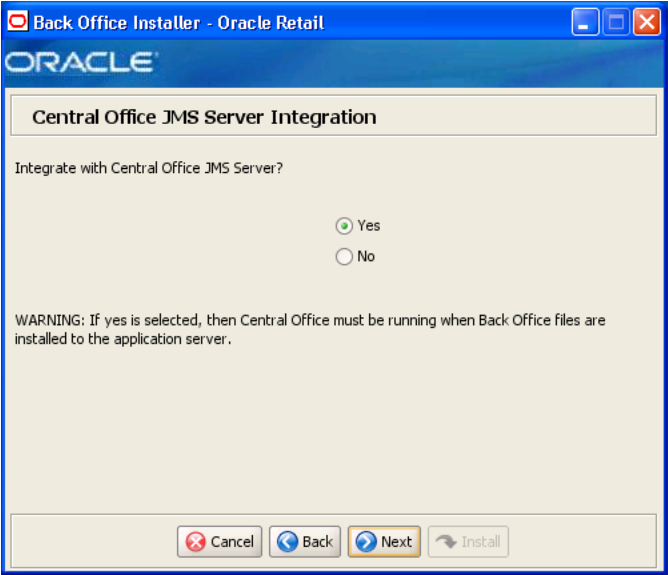 Back Office Installer - Oracle Retail
ORACLE
Central Office JMS Server Integration
Integrate with Central Office JMS Server?
Yes
No
WARNING: If yes is selected, then Central Office must be running when Back Office files are
installed to the application server.
Cancel Back Next Install